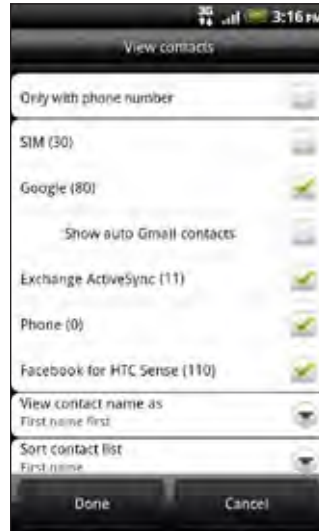 3G 3:16 PM
View contacts
Only with phone number
SIM (30)
Google (80)
Show auto Gmail contacts
Exchange ActiveSync (11)
Phone (0)
Facebook for HTC Sense (110)
View contact name as
First name first
Sort contact list
First name
Done Cancel